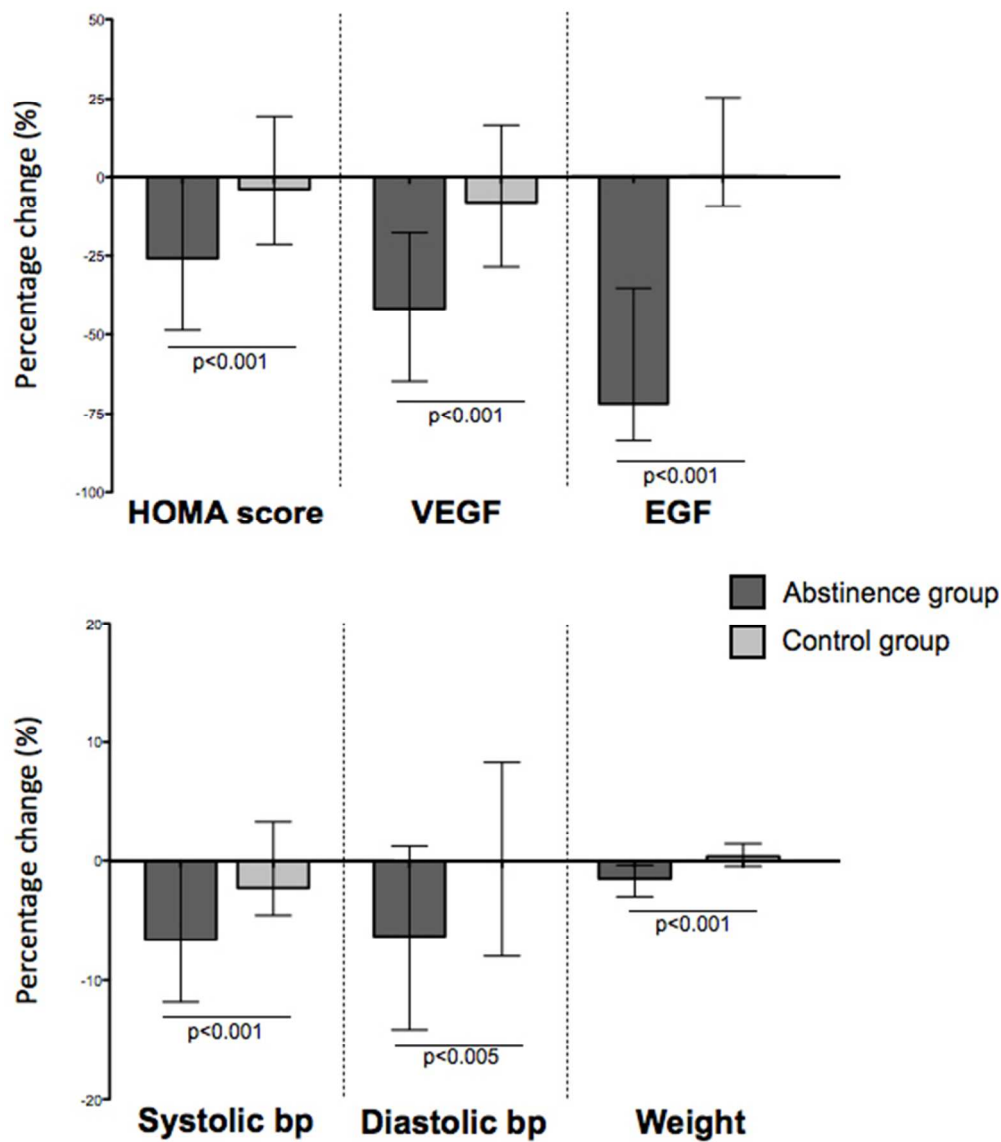 Percentage change (%)
50
25
0
-25
-50
-75
-100
p<0.001
p<0.001
p<0.001
HOMA score
VEGF
EGF
Abstinence group
Control group
Percentage change (%)
20
10
0
-10
-20
p<0.001
p<0.005
p<0.001
Systolic bp
Diastolic bp
Weight